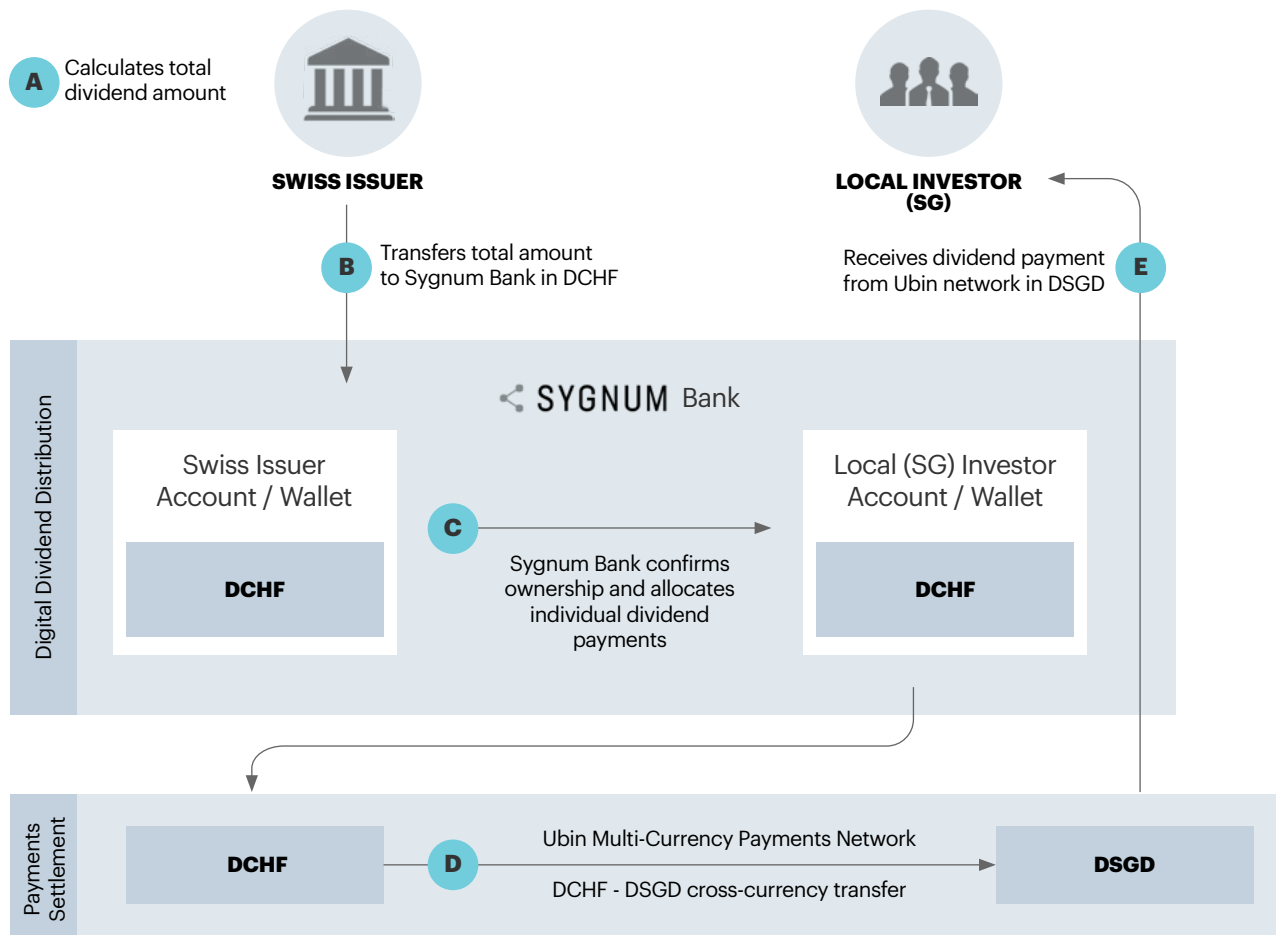 A
Calculates total
dividend amount
SWISS ISSUER
LOCAL INVESTOR
(SG)
B
Transfers total amount
to Sygnum Bank in DCHF
Receives dividend payment
from Ubin network in DSGD
E
Digital Dividend Distribution
SYGNUM Bank
Swiss Issuer
Account / Wallet
DCHF
C
Sygnum Bank confirms
ownership and allocates
individual dividend
payments
Local (SG) Investor
Account / Wallet
DCHF
Payments
Settlement
DCHF
D
Ubin Multi-Currency Payments Network
DCHF - DSGD cross-currency transfer
DSGD